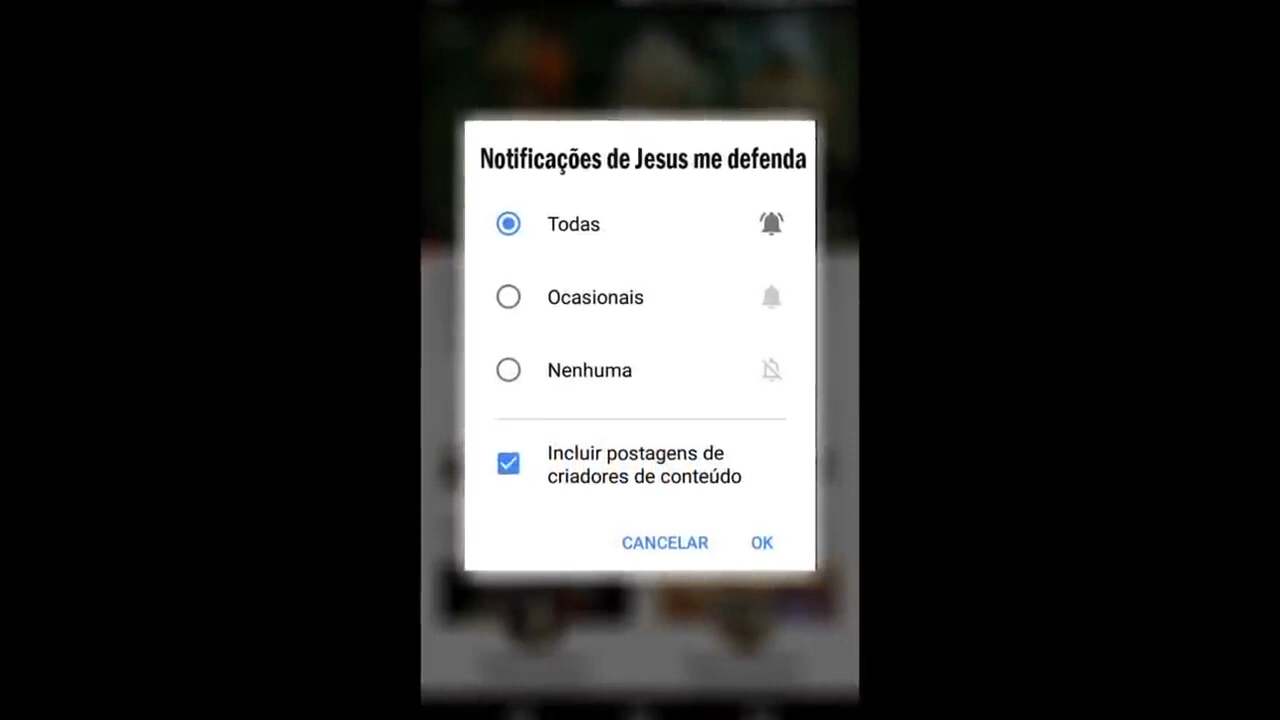 Notificações de Jesus me defenda
Todas
Ocasionais
Nenhuma
Incluir postagens de
criadores de conteúdo
CANCELAR OK